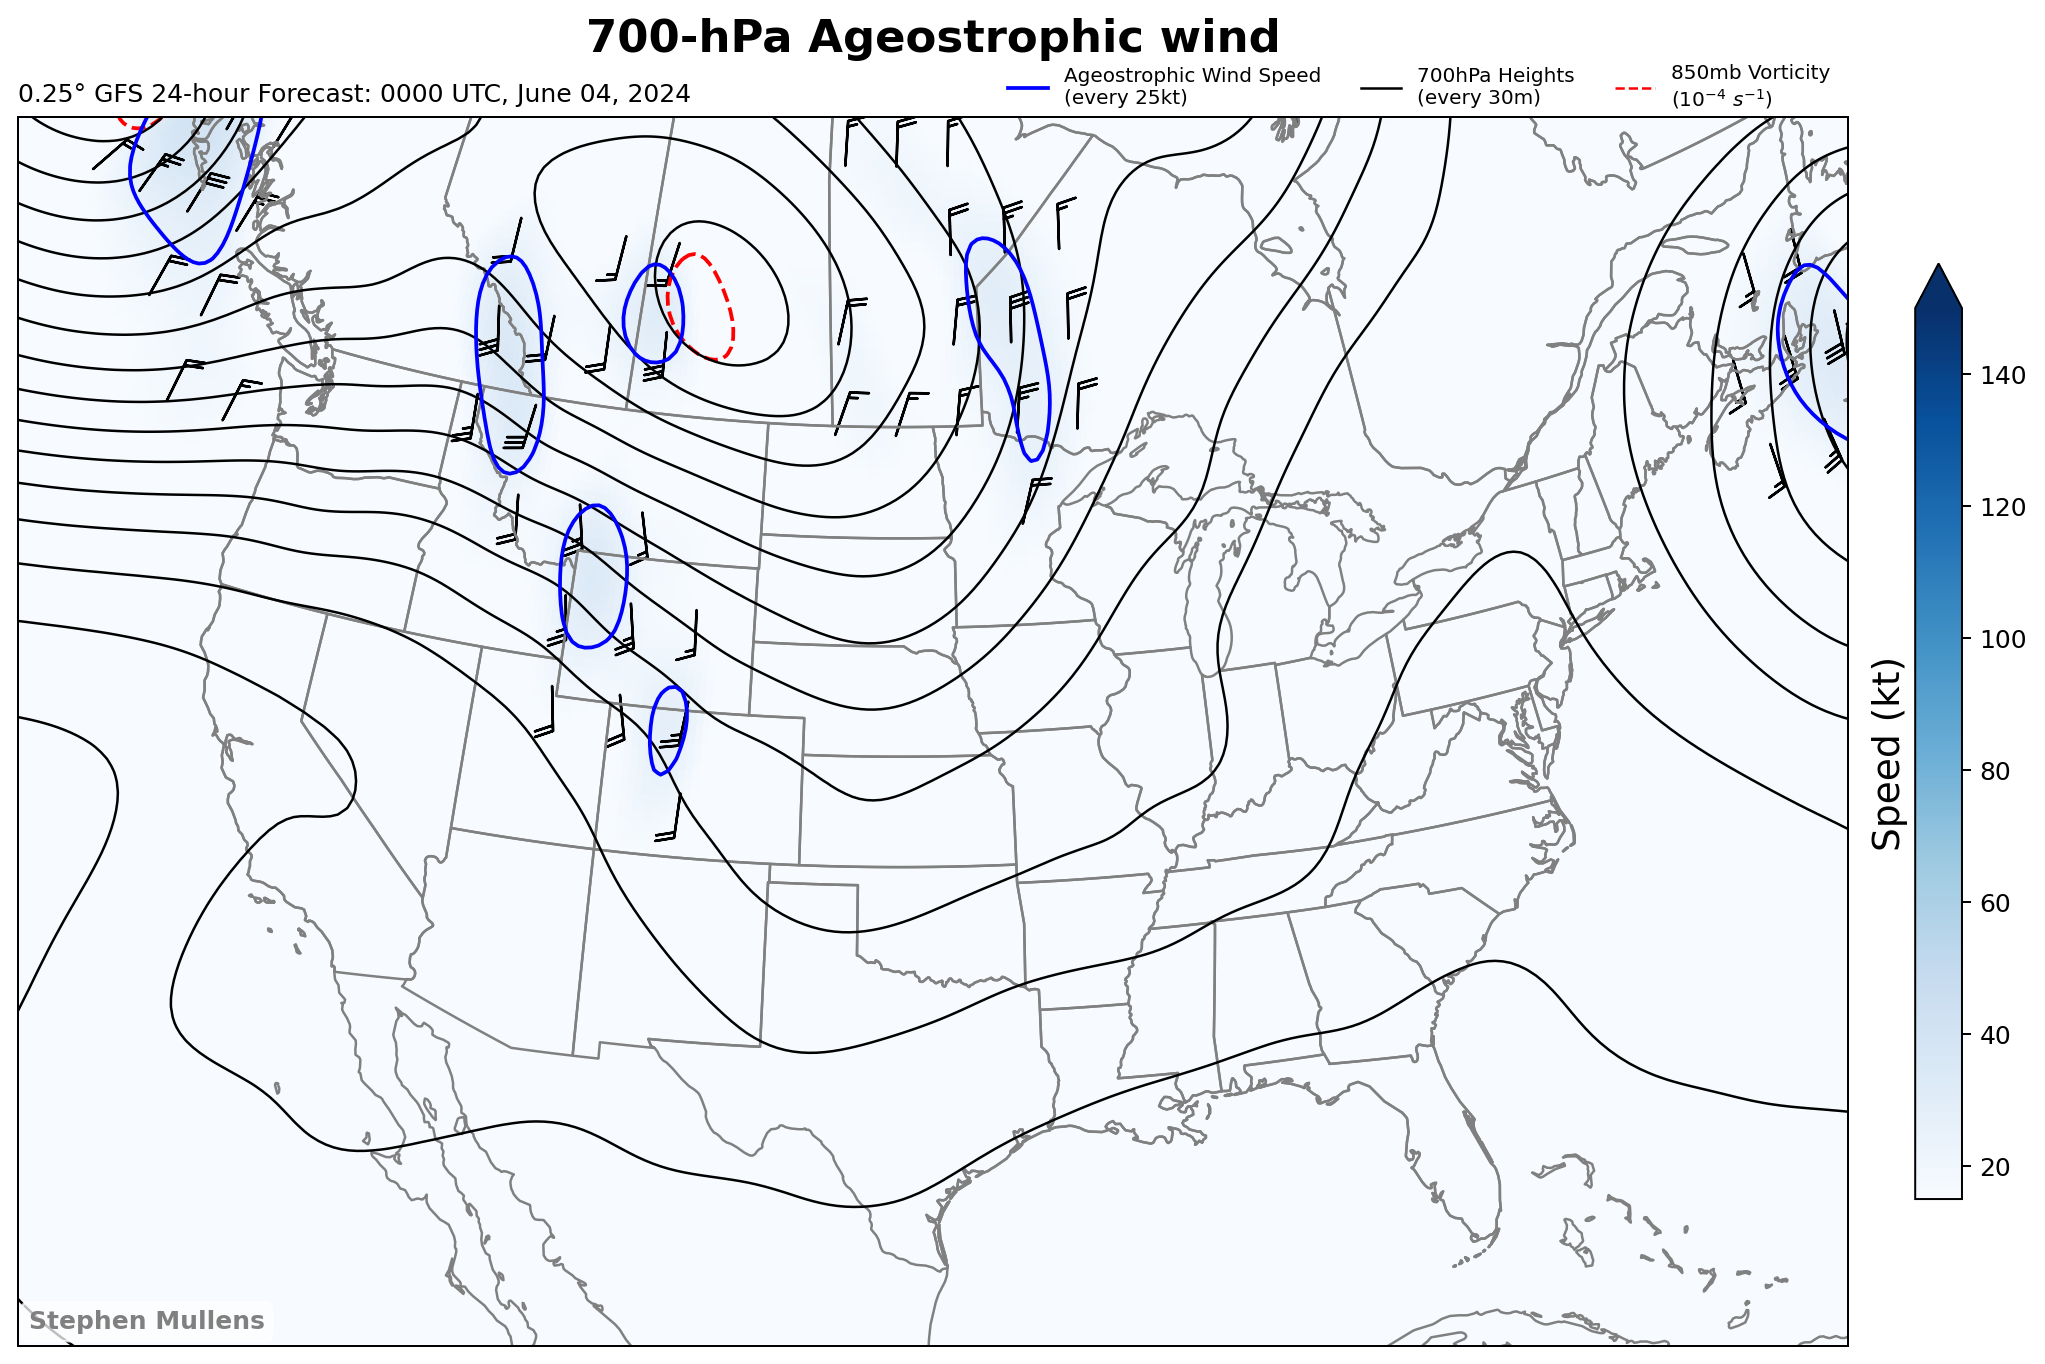 700-hPa Ageostrophic wind
0.25° GFS 24-hour Forecast: 0000 UTC, June 04, 2024
Ageostrophic Wind Speed
(every 25kt)
700hPa Heights
(every 30m)
850mb Vorticity
(10⁻⁴ s⁻¹)
140
120
100
80
60
40
20
Speed (kt)
Stephen Mullens